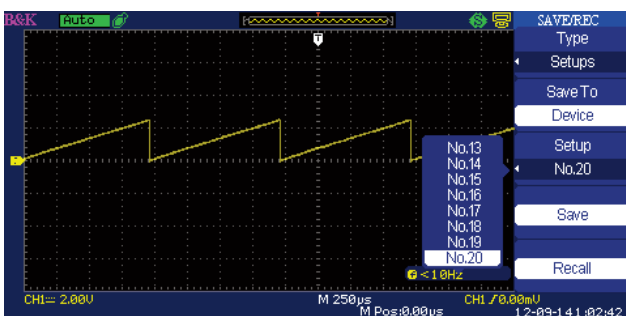 B&K Auto SAVE/REC
T
Type
Setups
Save To
Device
Setup
No.20
Save
Recall
No.13
No.14
No.15
No.16
No.17
No.18
No.19
No.20
<10Hz
CH1 2.00V M 250µs CH1 / 0.00mV
M Pos:0.00µs 12-09-14 1:02:42